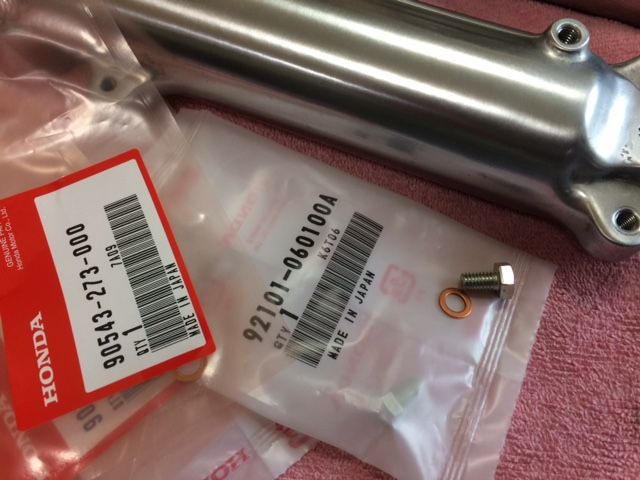 GENUINE PARTS
Honda Motor Co., Ltd.
HONDA
90543-273-000
7A09
QTY 1
MADE IN JAPAN
92101-060100A
K6T06
QTY 1
MADE IN JAPAN